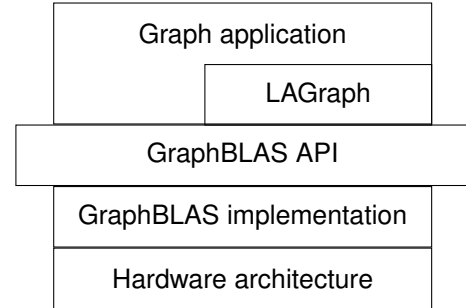 Graph application
LAGraph
GraphBLAS API
GraphBLAS implementation
Hardware architecture